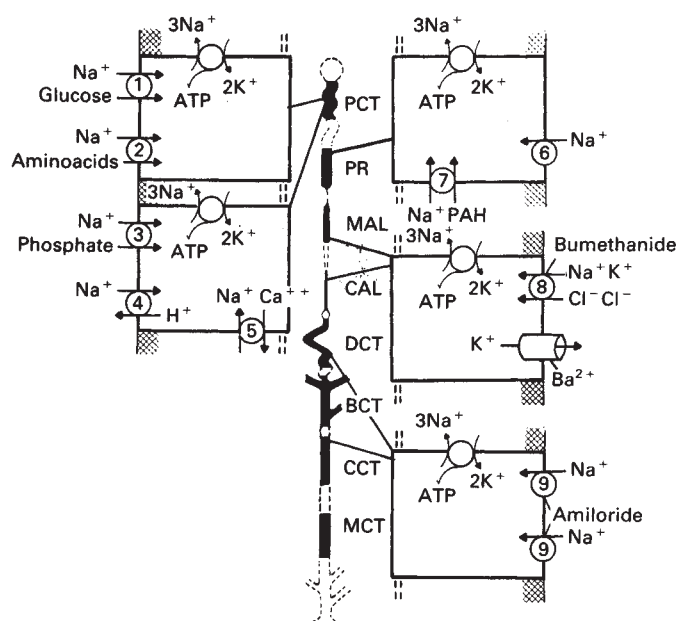 3Na⁺
Na⁺
①
Glucose
ATP
2K⁺
Na⁺
②
Aminoacids
3Na⁺
Na⁺
③
Phosphate
ATP
2K⁺
Na⁺
④
H⁺
Na⁺ Ca⁺⁺
⑤
PCT
PR
MAL
CAL
DCT
BCT
CCT
MCT
3Na⁺
ATP
2K⁺
Na⁺
⑥
⑦
Na⁺ PAH
3Na⁺
ATP
2K⁺
Bumethanide
Na⁺K⁺
⑧
Cl⁻Cl⁻
K⁺
Ba²⁺
3Na⁺
ATP
2K⁺
Na⁺
⑨
Amiloride
Na⁺
⑨